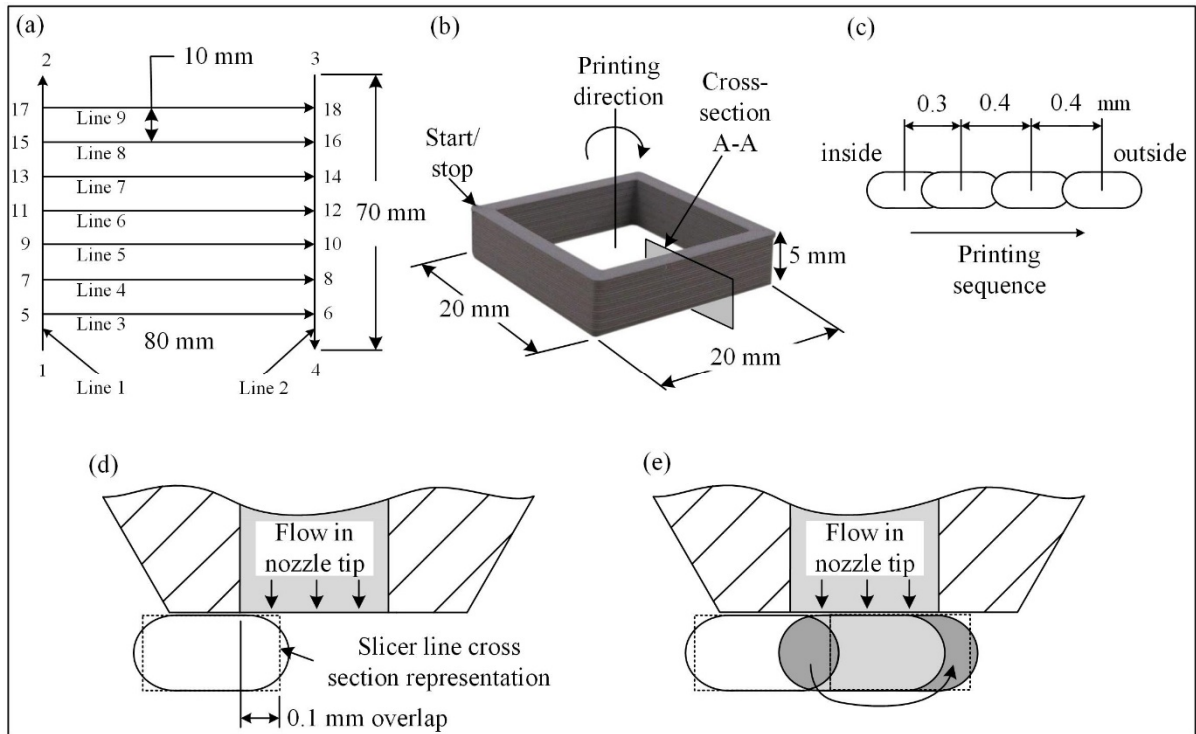 (a)
2
10 mm
3
17
Line 9
18
15
Line 8
16
13
Line 7
14
11
Line 6
12
70 mm
9
Line 5
10
7
Line 4
8
5
Line 3
6
80 mm
1
Line 1
Line 2
4
(b)
Printing
direction
Cross-
section
A-A
Start/
stop
5 mm
20 mm
20 mm
(c)
0.3
0.4
0.4
mm
inside
outside
Printing
sequence
(d)
Flow in
nozzle tip
Slicer line cross
section representation
0.1 mm overlap
(e)
Flow in
nozzle tip